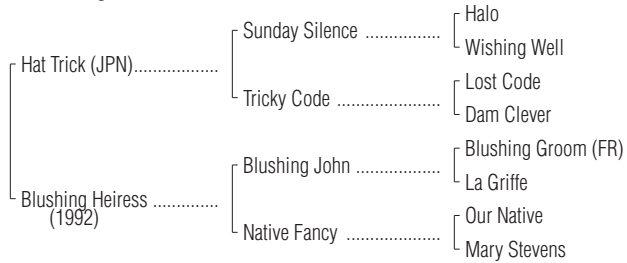 Halo
Sunday Silence ..................
Wishing Well
Hat Trick (JPN)..................
Lost Code
Tricky Code .......................
Dam Clever
Blushing Groom (FR)
Blushing John ...................
La Griffe
Blushing Heiress ..............
(1992)
Our Native
Native Fancy ....................
Mary Stevens